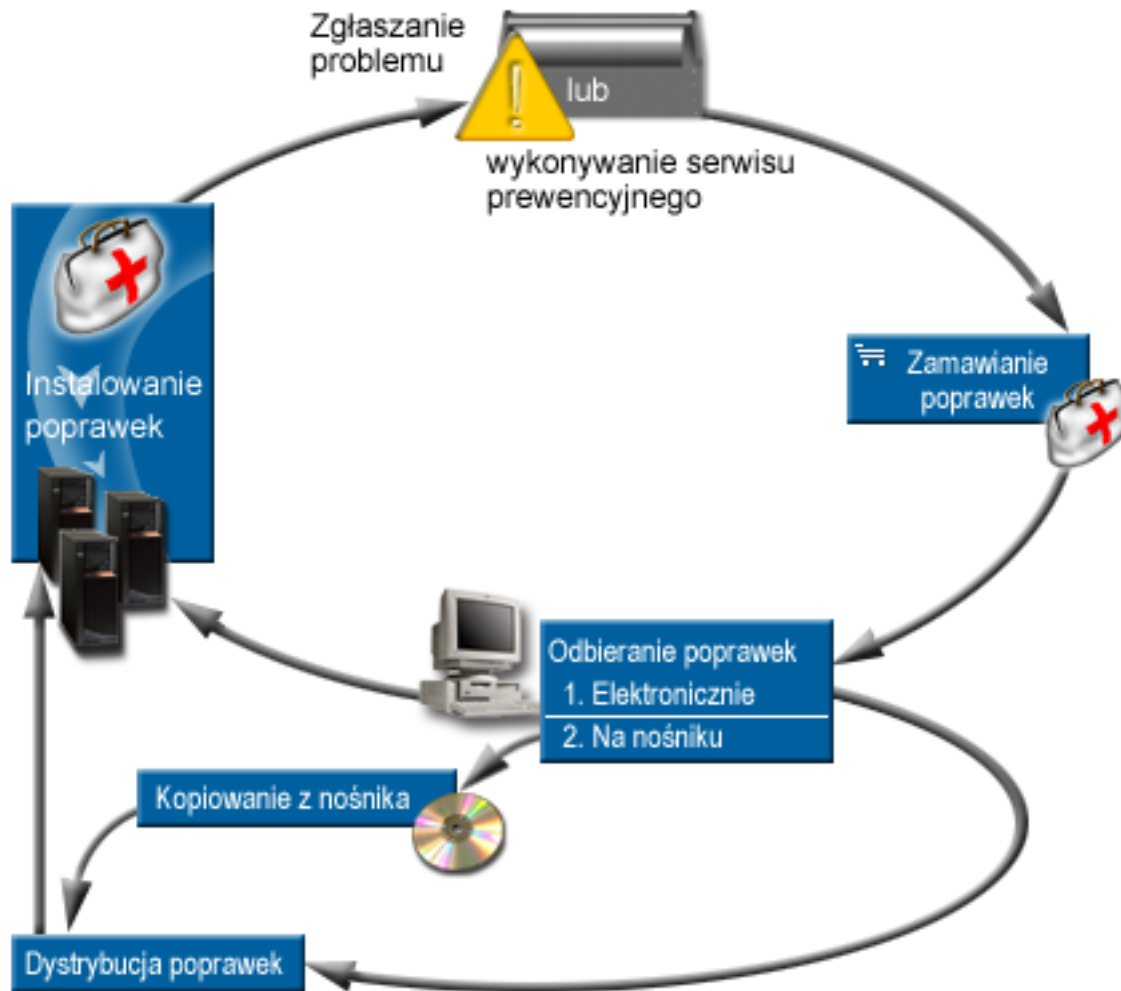 Zgłaszanie
problemu
lub
wykonywanie serwisu
prewencyjnego
Zamawianie
poprawek
Instalowanie
poprawek
Odbieranie poprawek
1. Elektronicznie
2. Na nośniku
Kopiowanie z nośnika
Dystrybucja poprawek